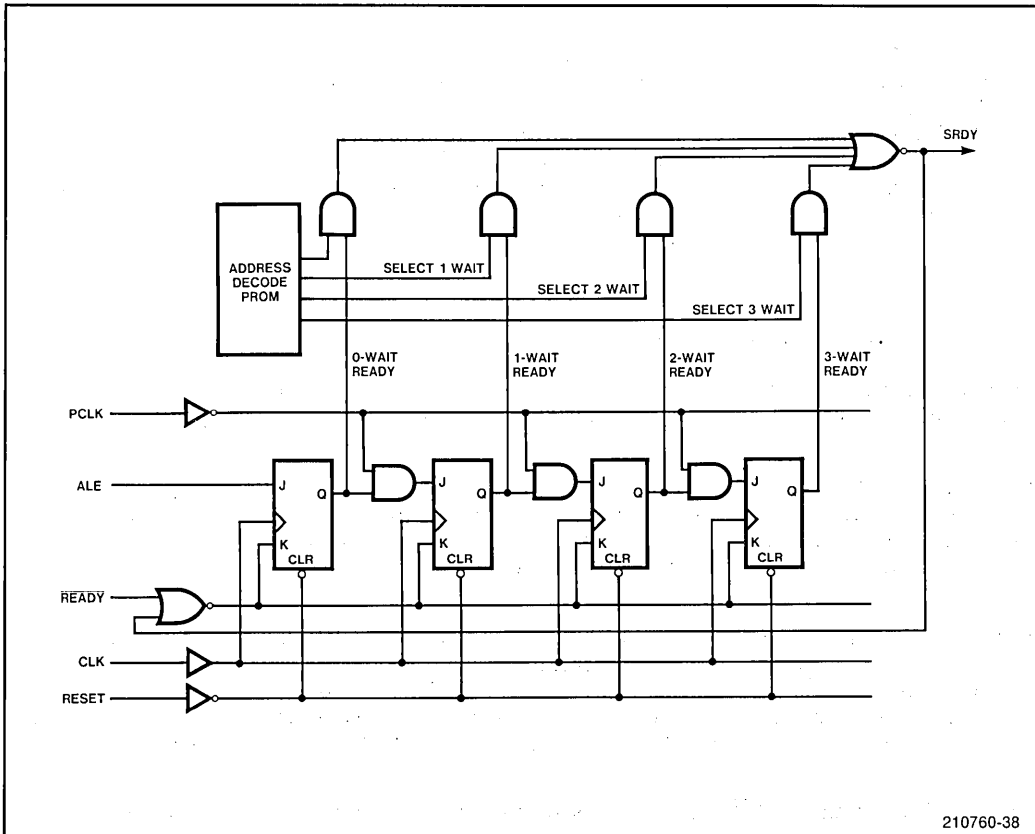 SRDY
ADDRESS
DECODE
PROM
SELECT 1 WAIT
SELECT 2 WAIT
SELECT 3 WAIT
0-WAIT
READY
1-WAIT
READY
2-WAIT
READY
3-WAIT
READY
PCLK
ALE
J
Q
K
CLR
J
Q
K
CLR
J
Q
K
CLR
J
Q
K
CLR
READY
CLK
RESET
210760-38